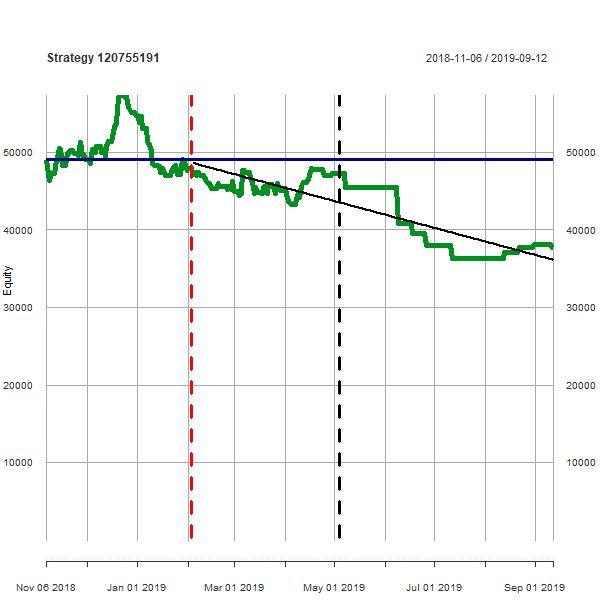 Strategy 120755191
2018-11-06 / 2019-09-12
50000
50000
40000
40000
Equity
30000
30000
20000
20000
10000
10000
Nov 06 2018
Jan 01 2019
Mar 01 2019
May 01 2019
Jul 01 2019
Sep 01 2019